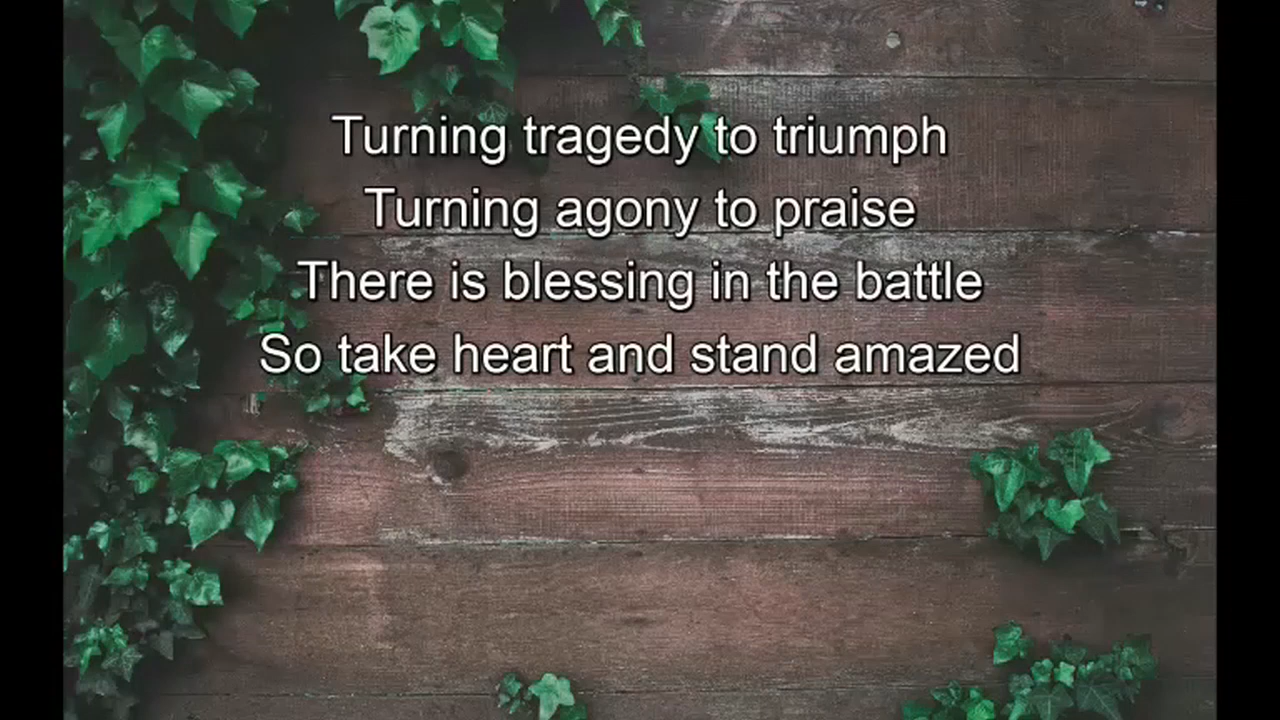 Turning tragedy to triumph
Turning agony to praise
There is blessing in the battle
So take heart and stand amazed